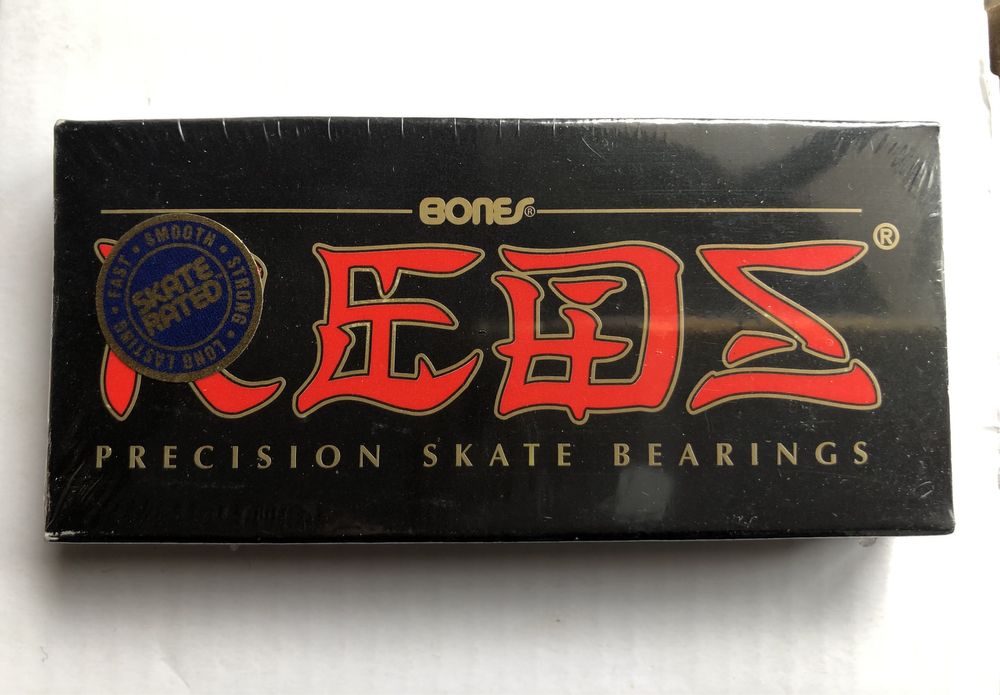 BONES®
REDS®
PRECISION SKATE BEARINGS
SMOOTH • STRONG • LONG LASTING • FAST •
SKATE
RATED